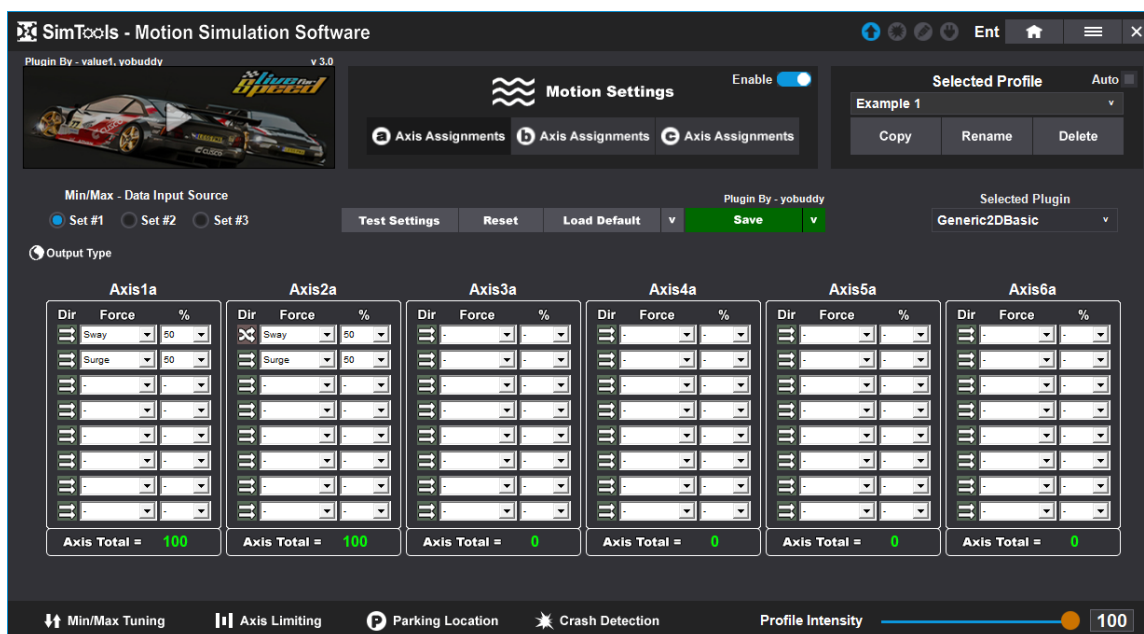 SimTools - Motion Simulation Software Ent
Plugin By - value1, yobuddy v 3.0
live for Speed
CUSCO
CUSCO
Motion Settings Enable
a Axis Assignments b Axis Assignments c Axis Assignments
Selected Profile Auto
Example 1 v
Copy Rename Delete
Min/Max - Data Input Source
Set #1 Set #2 Set #3
Plugin By - yobuddy
Test Settings Reset Load Default v Save v
Selected Plugin
Generic2DBasic v
Output Type
Axis1a Axis2a Axis3a Axis4a Axis5a Axis6a
Dir Force % Dir Force % Dir Force % Dir Force % Dir Force % Dir Force %
Sway 50 Sway 50 - - - - - - - -
Surge 50 Surge 50 - - - - - - - -
- - - - - - - - - - - -
- - - - - - - - - - - -
- - - - - - - - - - - -
- - - - - - - - - - - -
- - - - - - - - - - - -
- - - - - - - - - - - -
Axis Total = 100 Axis Total = 100 Axis Total = 0 Axis Total = 0 Axis Total = 0 Axis Total = 0
Min/Max Tuning Axis Limiting P Parking Location Crash Detection Profile Intensity 100